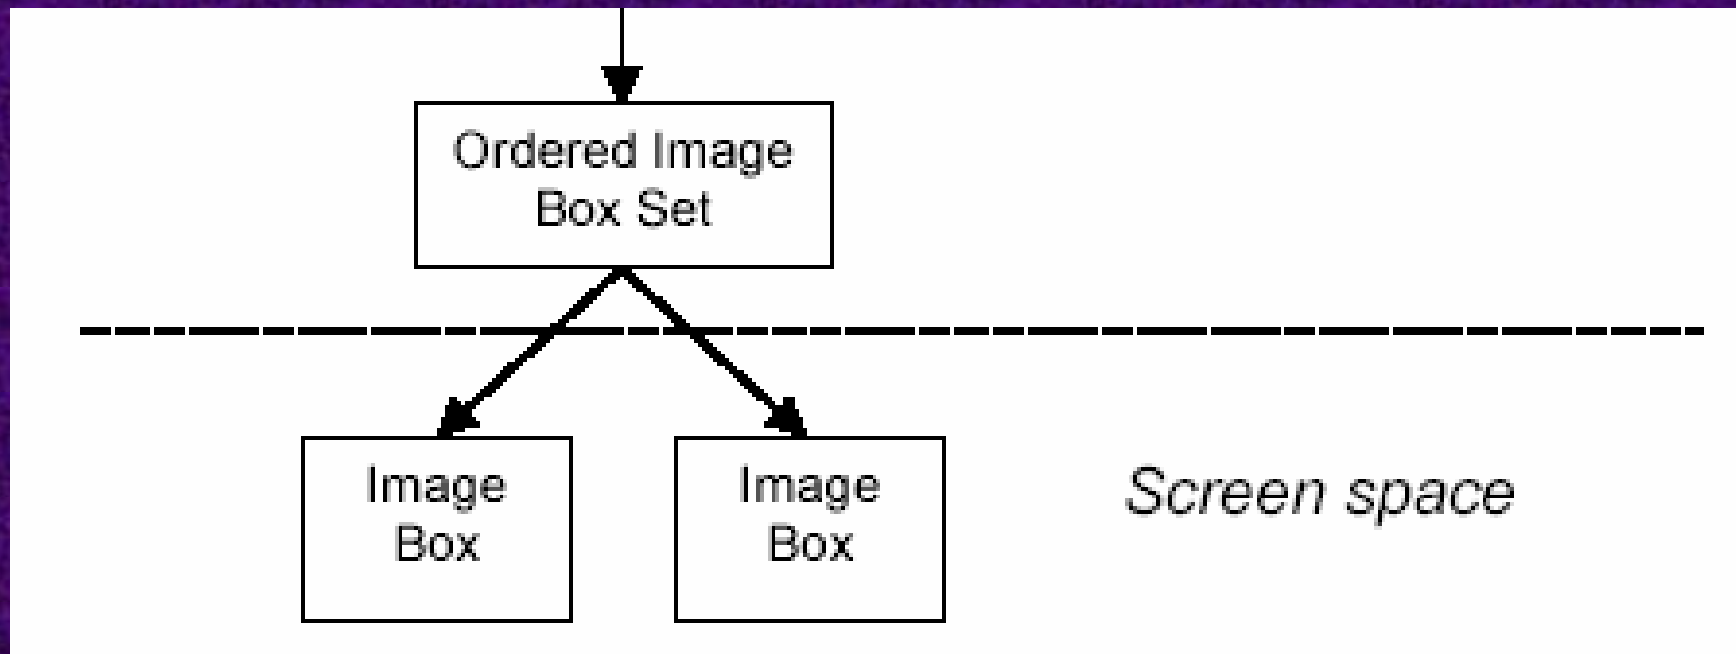 Ordered Image
Box Set
Image
Box
Image
Box
Screen space